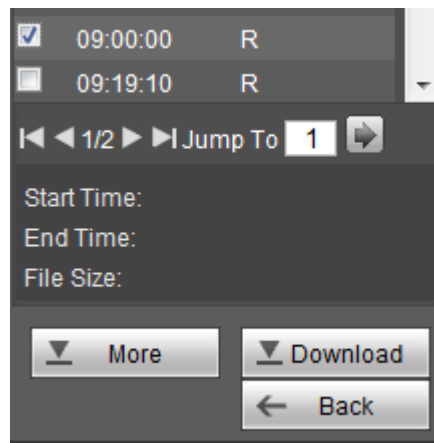 09:00:00 R
09:19:10 R
1/2 Jump To 1
Start Time:
End Time:
File Size:
More Download
Back